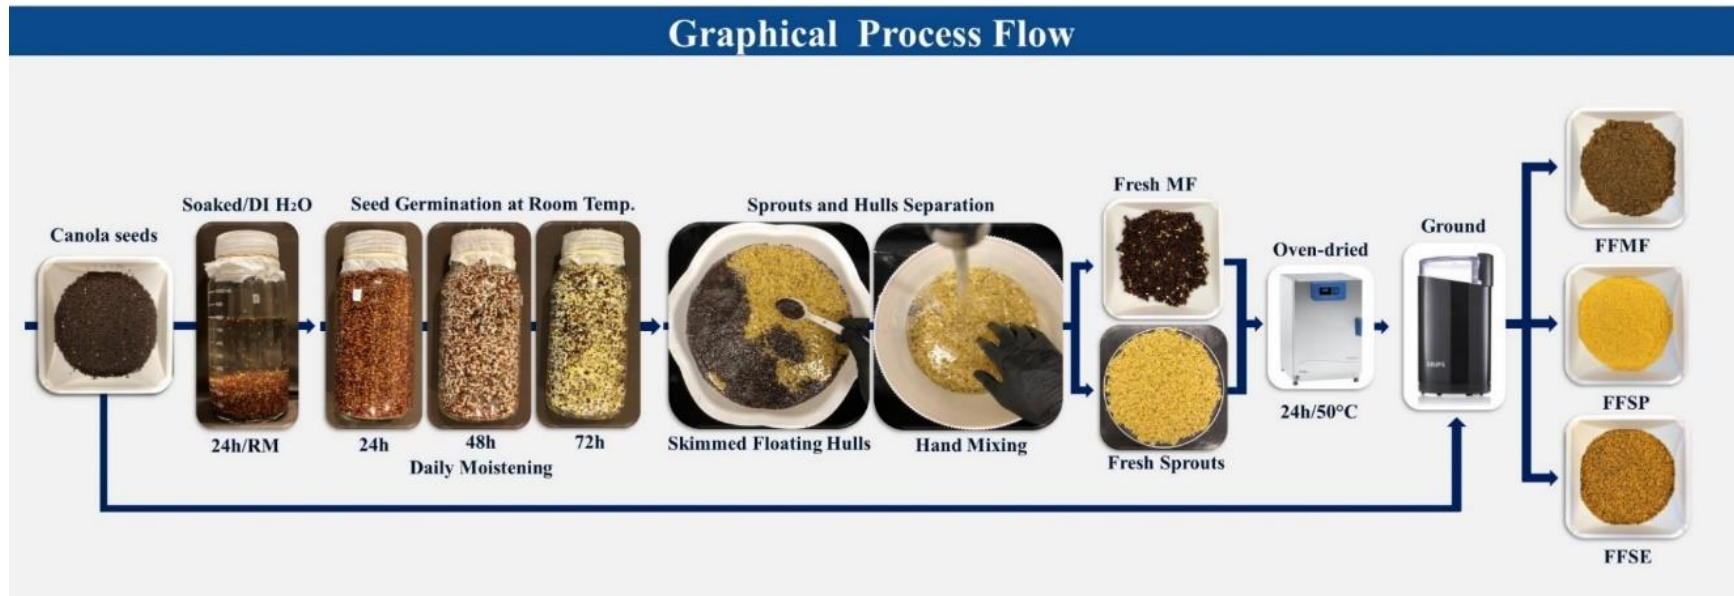 Graphical Process Flow
Canola seeds
Soaked/DI H₂O
24h/RM
Seed Germination at Room Temp.
24h
48h
72h
Daily Moistening
Sprouts and Hulls Separation
Skimmed Floating Hulls
Hand Mixing
Fresh MF
Fresh Sprouts
Oven-dried
24h/50°C
Ground
KRUPS
FFMF
FFSP
FFSE